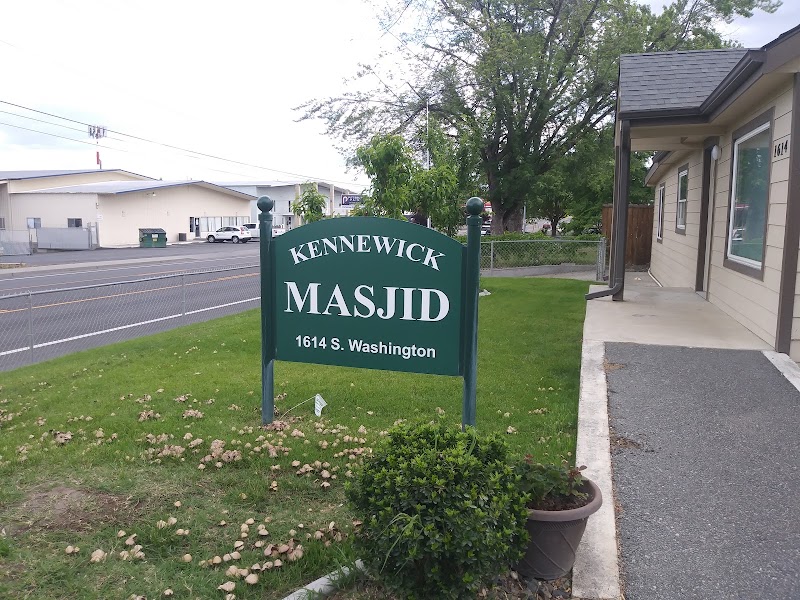 KENNEWICK
MASJID
1614 S. Washington
1614